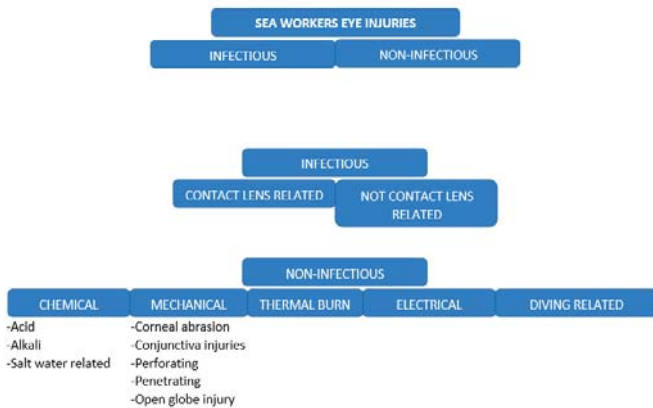 SEA WORKERS EYE INJURIES
INFECTIOUS NON-INFECTIOUS
INFECTIOUS
CONTACT LENS RELATED NOT CONTACT LENS
RELATED
NON-INFECTIOUS
CHEMICAL MECHANICAL THERMAL BURN ELECTRICAL DIVING RELATED
-Acid -Corneal abrasion
-Alkali -Conjunctiva injuries
-Salt water related -Perforating
-Penetrating
-Open globe injury